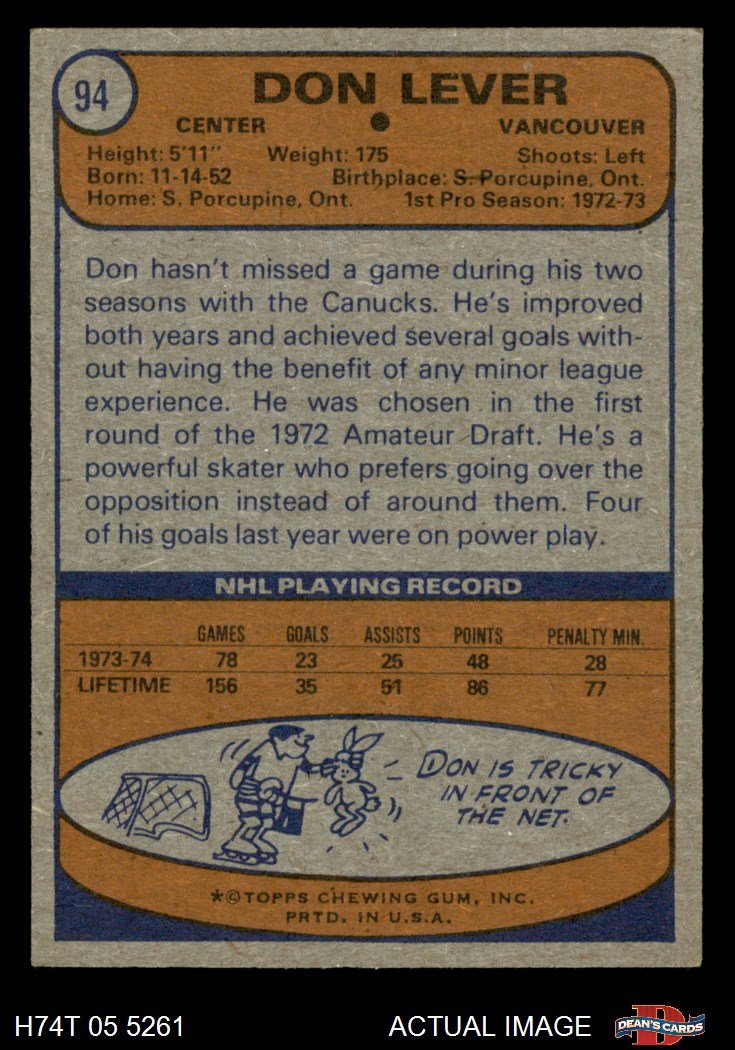 94
DON LEVER
CENTER • VANCOUVER
Height: 5'11" Weight: 175 Shoots: Left
Born: 11-14-52 Birthplace: S. Porcupine, Ont.
Home: S. Porcupine, Ont. 1st Pro Season: 1972-73
Don hasn't missed a game during his two
seasons with the Canucks. He's improved
both years and achieved several goals with-
out having the benefit of any minor league
experience. He was chosen in the first
round of the 1972 Amateur Draft. He's a
powerful skater who prefers going over the
opposition instead of around them. Four
of his goals last year were on power play.
NHL PLAYING RECORD
GAMES GOALS ASSISTS POINTS PENALTY MIN.
1973-74 78 23 25 48 28
LIFETIME 156 35 51 86 77
DON IS TRICKY
IN FRONT OF
THE NET.
*©TOPPS CHEWING GUM, INC.
PRTD. IN U.S.A.
H74T 05 5261 ACTUAL IMAGE D DEAN'S CARDS